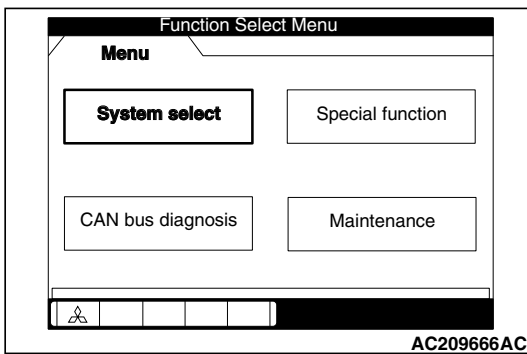 Function Select Menu
Menu
System select
Special function
CAN bus diagnosis
Maintenance
AC209666AC